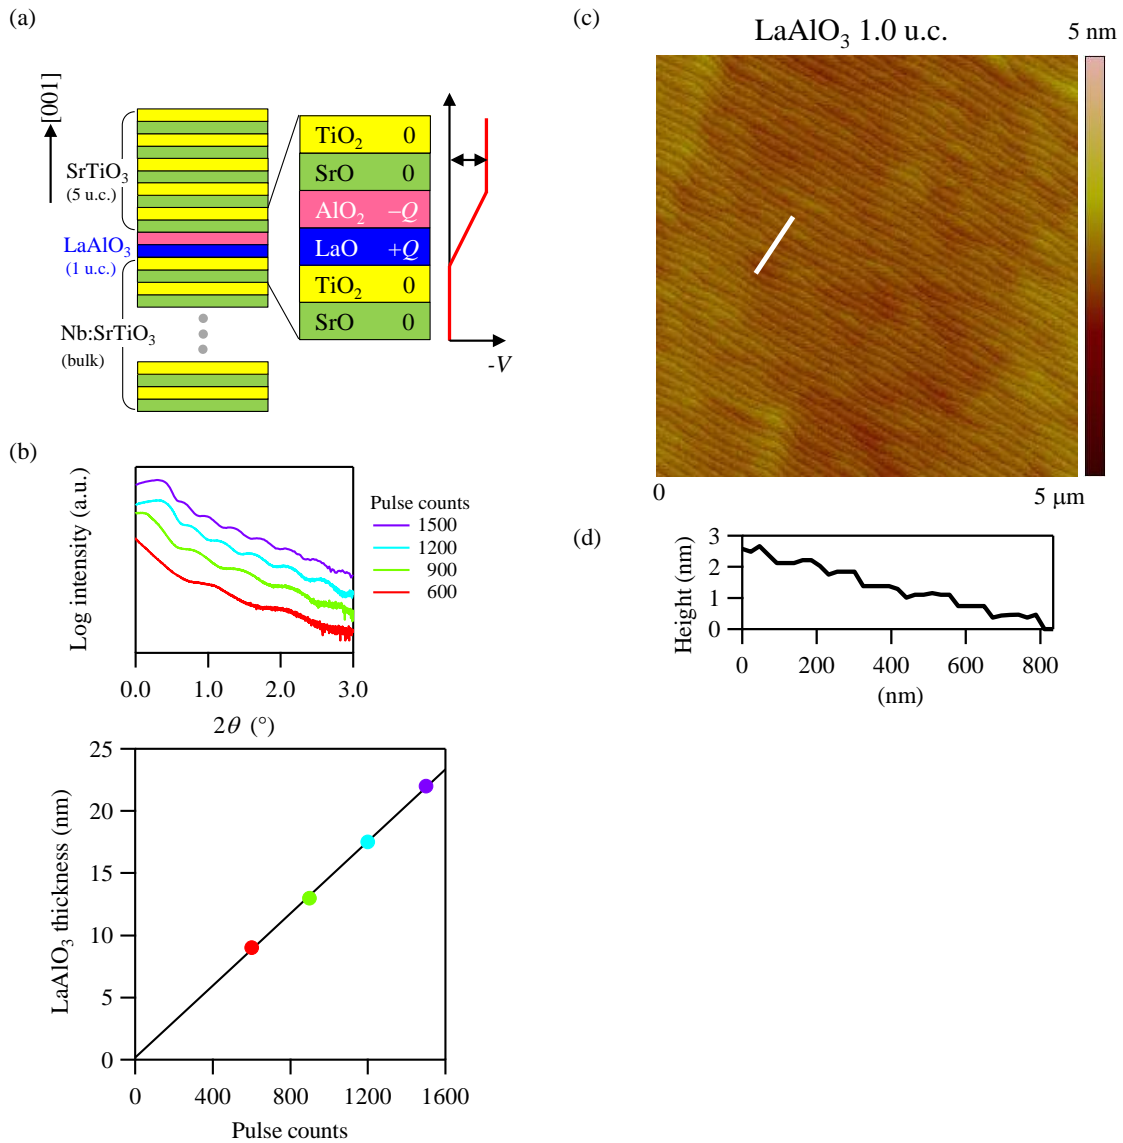 (a)
[001]
SrTiO3
(5 u.c.)
LaAlO3
(1 u.c.)
Nb:SrTiO3
(bulk)
TiO2 0
SrO 0
AlO2 −Q
LaO +Q
TiO2 0
SrO 0
-V
(b)
Log intensity (a.u.)
0.0 1.0 2.0 3.0
2θ (°)
Pulse counts
1500
1200
900
600
LaAlO3 thickness (nm)
25
20
15
10
5
0
0 400 800 1200 1600
Pulse counts
(c)
LaAlO3 1.0 u.c.
5 nm
0
5 μm
(d)
Height (nm)
3
2
1
0
0 200 400 600 800
(nm)